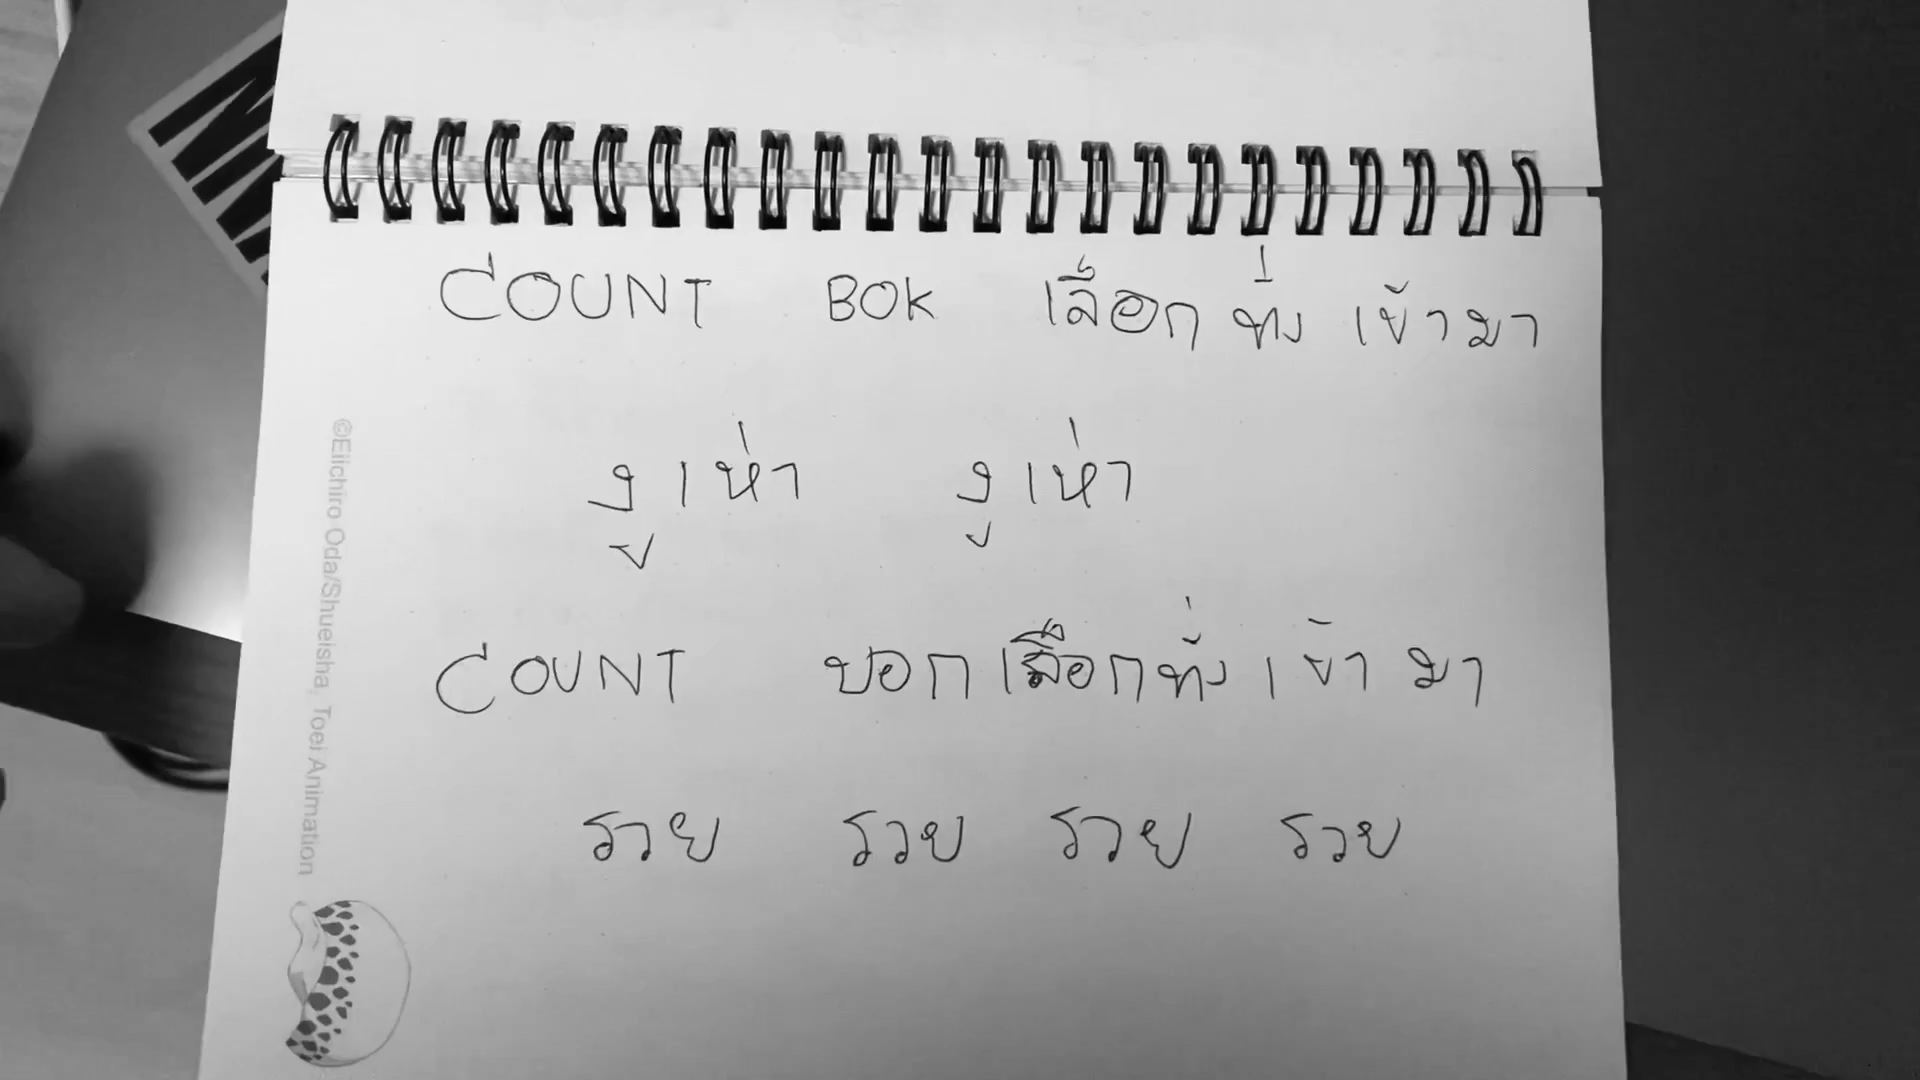 COUNT BOK เลือกทั่ง เข้ามา
งูเห่า งูเห่า
COUNT บอกเลือกทั่งเข้ามา
รวย รวย รวย รวย
©Eiichiro Oda/Shueisha, Toei Animation